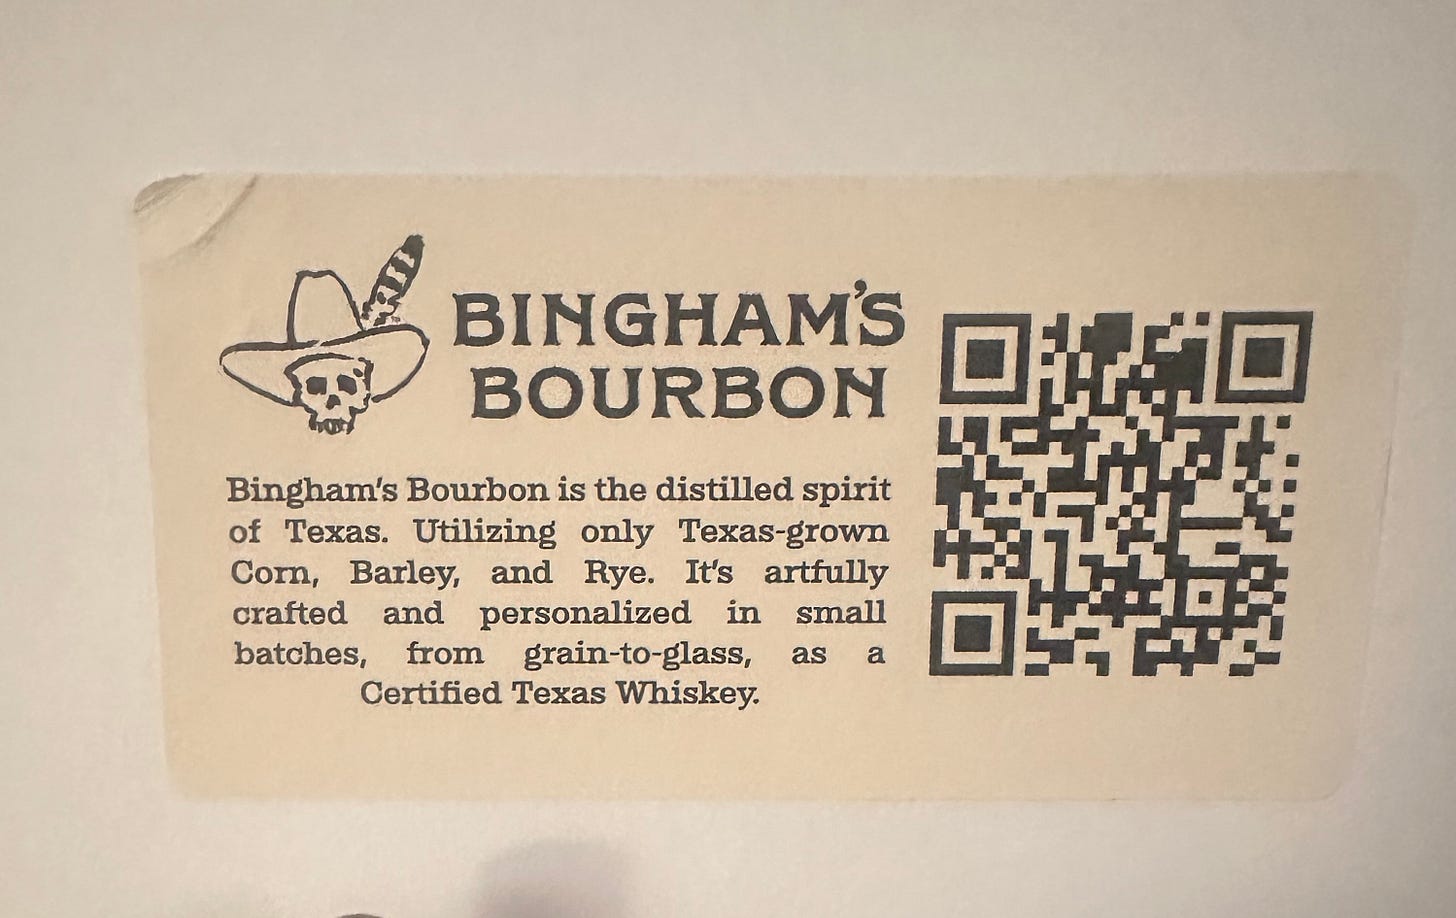 BINGHAM'S
BOURBON
Bingham's Bourbon is the distilled spirit
of Texas. Utilizing only Texas-grown
Corn, Barley, and Rye. It's artfully
crafted and personalized in small
batches, from grain-to-glass, as a
Certified Texas Whiskey.